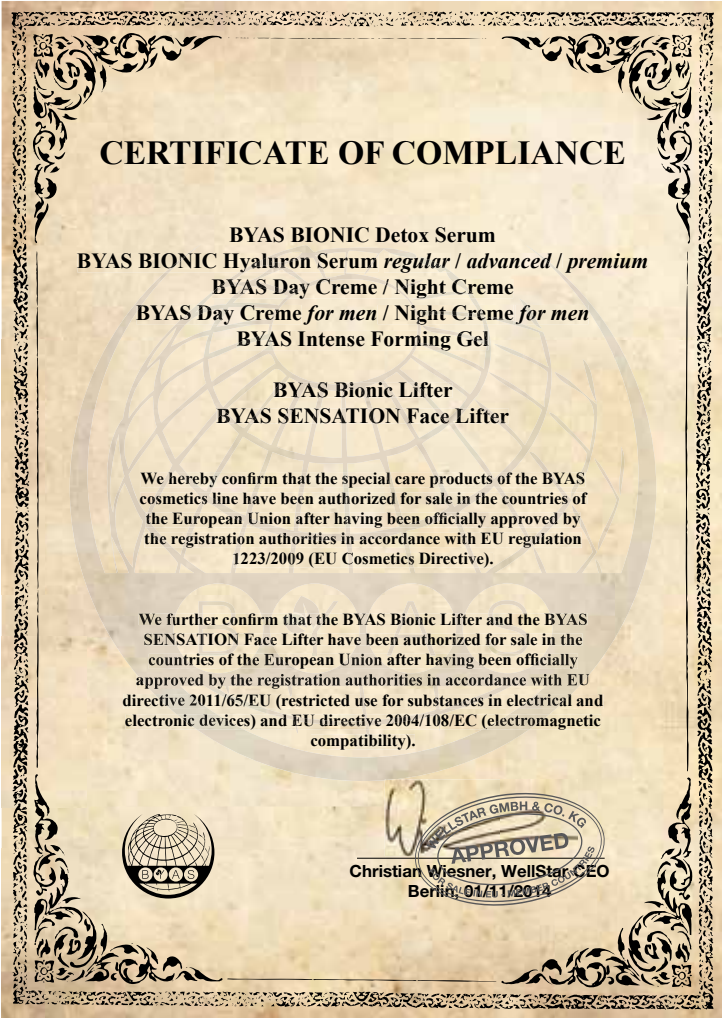 CERTIFICATE OF COMPLIANCE
BYAS BIONIC Detox Serum
BYAS BIONIC Hyaluron Serum regular / advanced / premium
BYAS Day Creme / Night Creme
BYAS Day Creme for men / Night Creme for men
BYAS Intense Forming Gel
BYAS Bionic Lifter
BYAS SENSATION Face Lifter
We hereby confirm that the special care products of the BYAS
cosmetics line have been authorized for sale in the countries of
the European Union after having been officially approved by
the registration authorities in accordance with EU regulation
1223/2009 (EU Cosmetics Directive).
BYAS
We further confirm that the BYAS Bionic Lifter and the BYAS
SENSATION Face Lifter have been authorized for sale in the
countries of the European Union after having been officially
approved by the registration authorities in accordance with EU
directive 2011/65/EU (restricted use for substances in electrical and
electronic devices) and EU directive 2004/108/EC (electromagnetic
compatibility).
BYAS
WELLSTAR GMBH & CO. KG
APPROVED
FOR SALE IN EU-MEMBER COUNTRIES
Christian Wiesner, WellStar CEO
Berlin, 01/11/2014